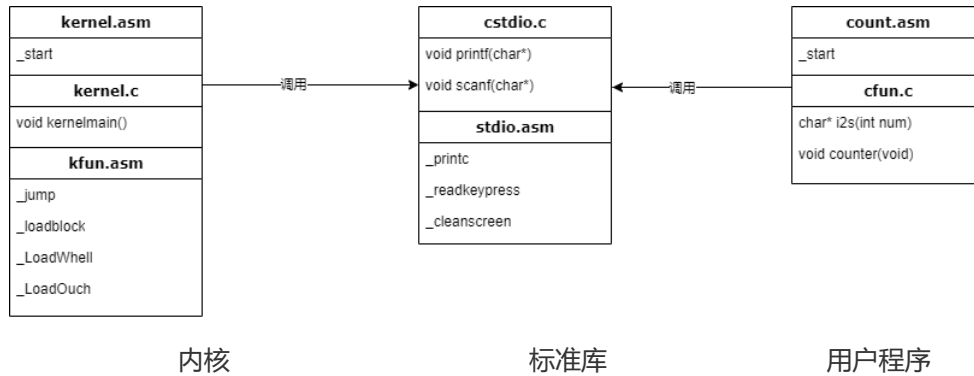 kernel.asm
_start
kernel.c
void kernelmain()
kfun.asm
_jump
_loadblock
_LoadWhell
_LoadOuch
调用
cstdio.c
void printf(char*)
void scanf(char*)
stdio.asm
_printc
_readkeypress
_cleanscreen
调用
count.asm
_start
cfun.c
char* i2s(int num)
void counter(void)
内核
标准库
用户程序